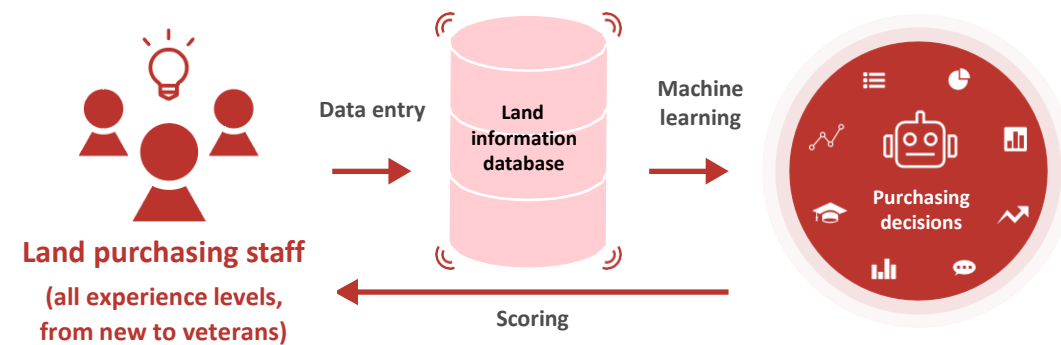 Data entry
Land
information
database
Machine
learning
Purchasing
decisions
Land purchasing staff
(all experience levels,
from new to veterans)
Scoring